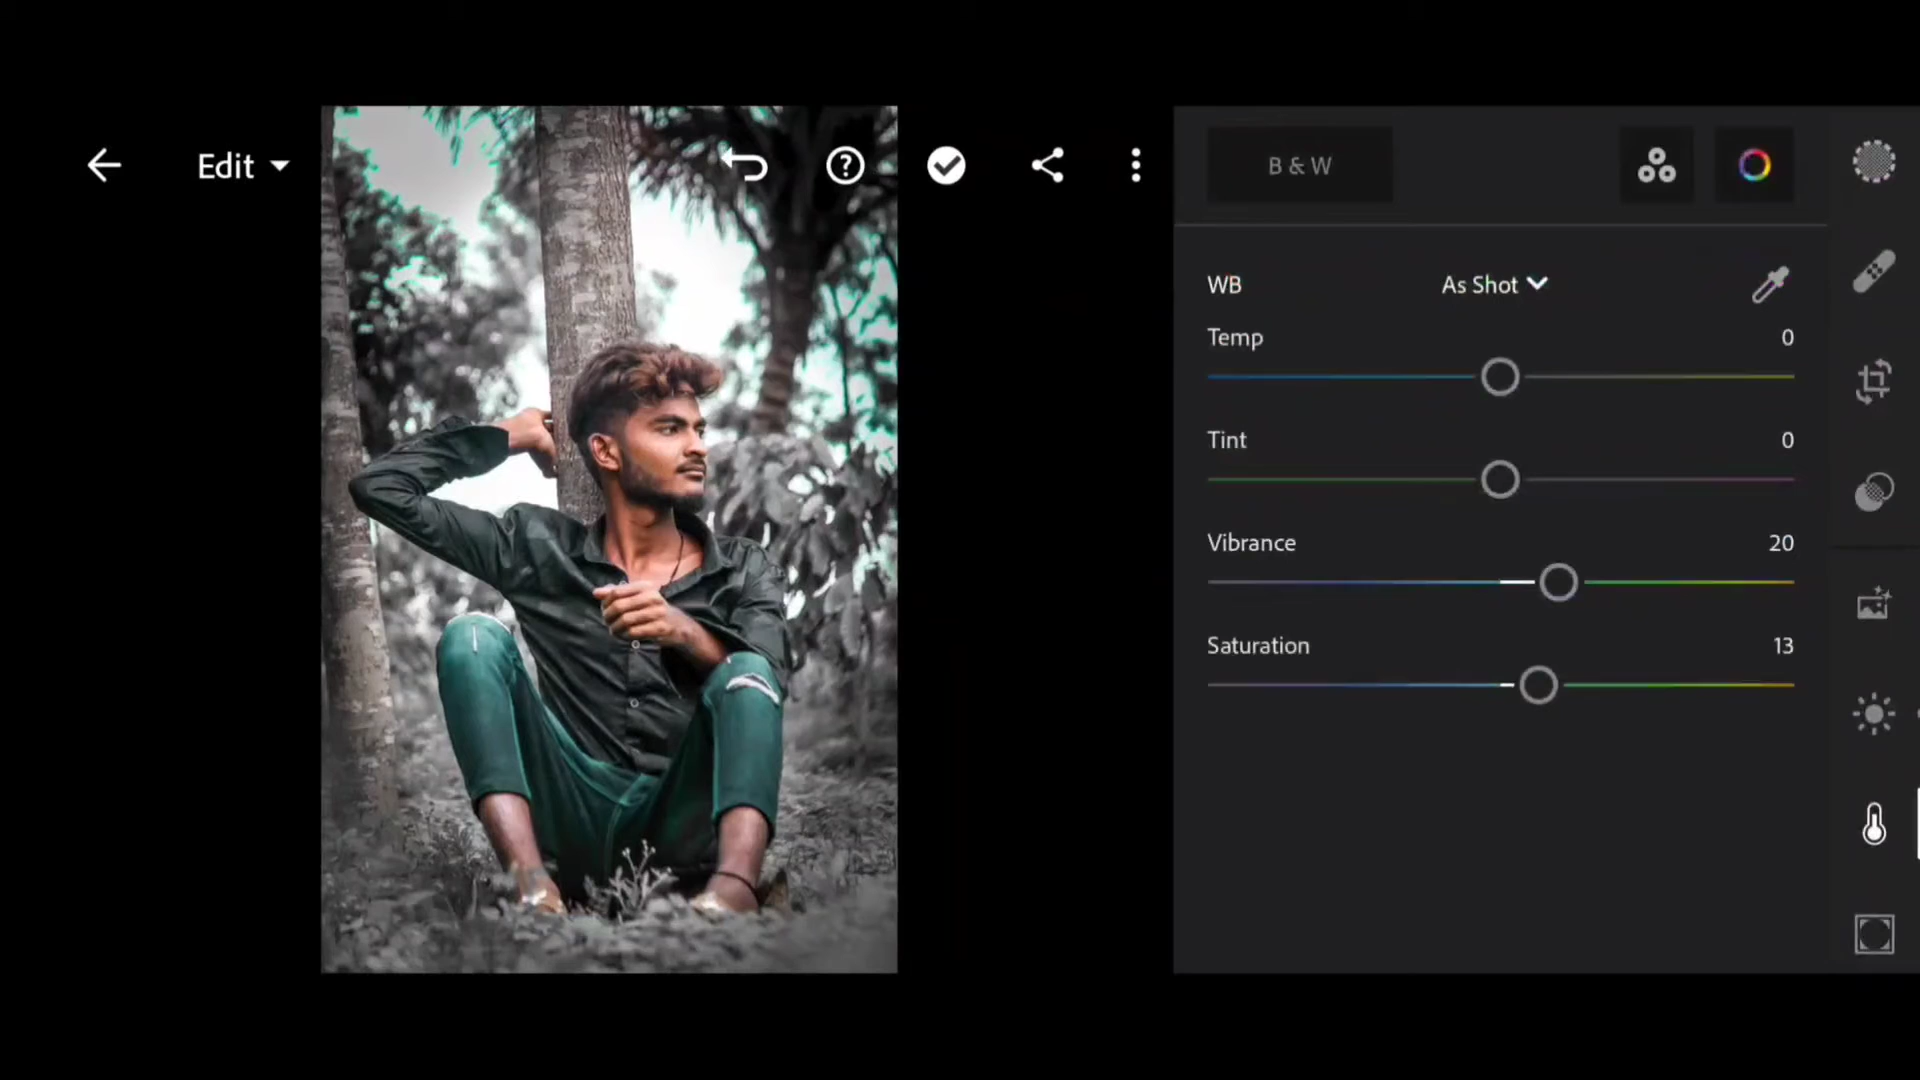 Edit
B & W
WB As Shot
Temp 0
Tint 0
Vibrance 20
Saturation 13